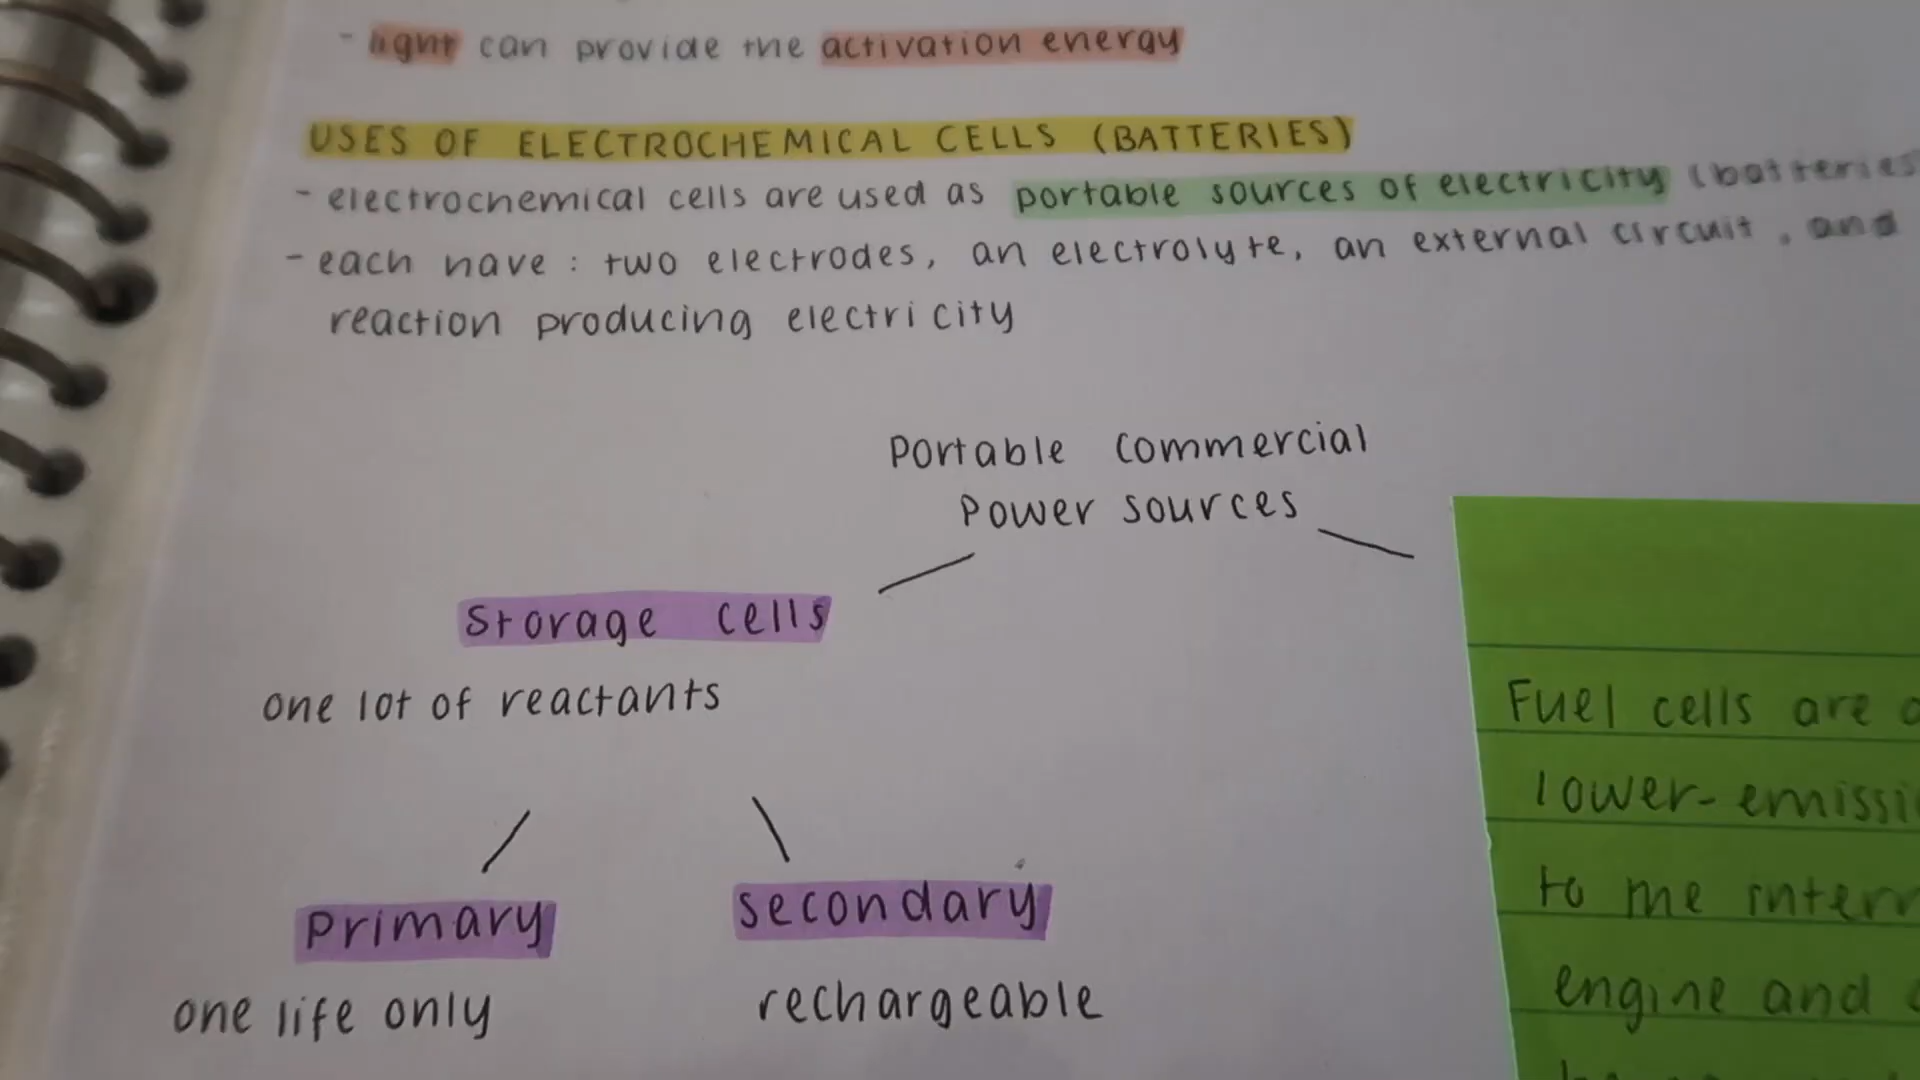 - light can provide the activation energy
USES OF ELECTROCHEMICAL CELLS (BATTERIES)
- electrochemical cells are used as portable sources of electricity (batteries
- each have : two electrodes, an electrolyte, an external circuit, and
reaction producing electricity
Portable commercial
Power sources
Storage cells
one lot of reactants
Primary
secondary
one life only
rechargeable
Fuel cells are
lower-emissi
to the intern
engine and